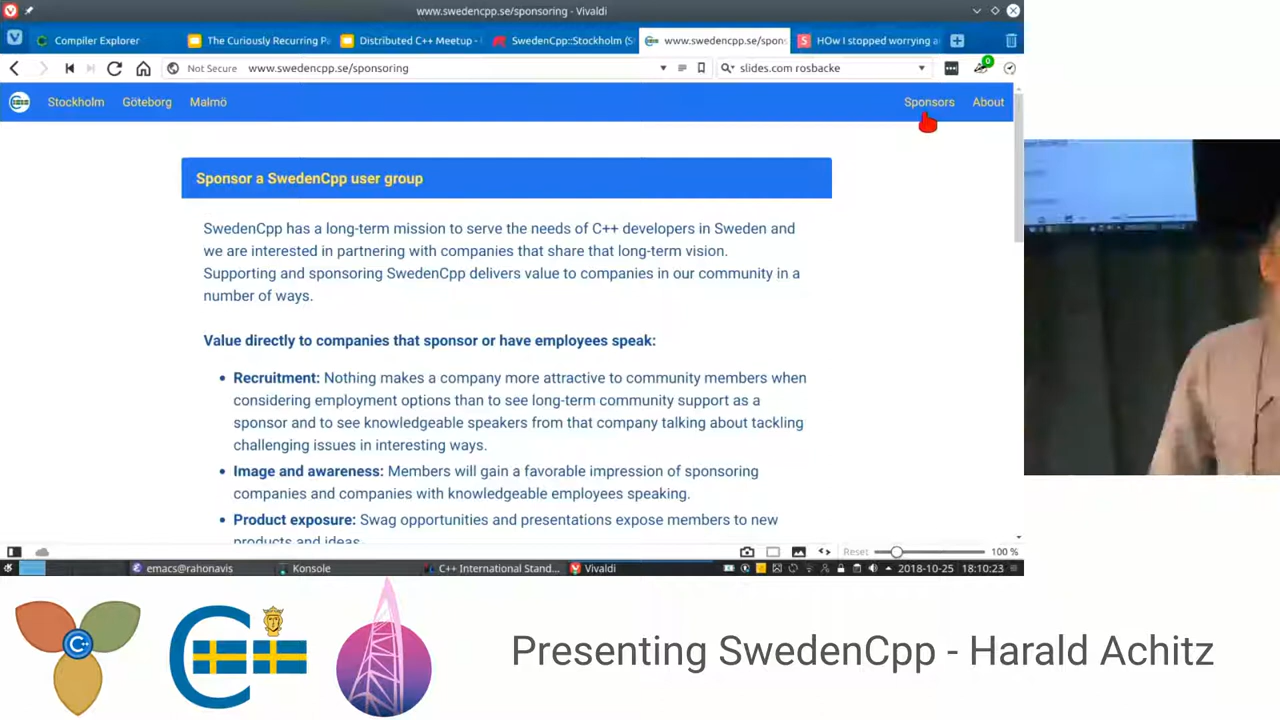 www.swedencpp.se/sponsoring - Vivaldi
Compiler Explorer
The Curiously Recurring Pa
Distributed C++ Meetup -
SwedenCpp::Stockholm (S
www.swedencpp.se/spon
HOw I stopped worrying a
Not Secure www.swedencpp.se/sponsoring
slides.com rosbacke
0
Stockholm Göteborg Malmö Sponsors About
Sponsor a SwedenCpp user group
SwedenCpp has a long-term mission to serve the needs of C++ developers in Sweden and
we are interested in partnering with companies that share that long-term vision.
Supporting and sponsoring SwedenCpp delivers value to companies in our community in a
number of ways.
Value directly to companies that sponsor or have employees speak:
• Recruitment: Nothing makes a company more attractive to community members when
considering employment options than to see long-term community support as a
sponsor and to see knowledgeable speakers from that company talking about tackling
challenging issues in interesting ways.
• Image and awareness: Members will gain a favorable impression of sponsoring
companies and companies with knowledgeable employees speaking.
• Product exposure: Swag opportunities and presentations expose members to new
products and ideas.
Reset 100 %
emacs@rahonavis Konsole C++ International Stand... Vivaldi 2018-10-25 18:10:23
C++
C++
Presenting SwedenCpp - Harald Achitz